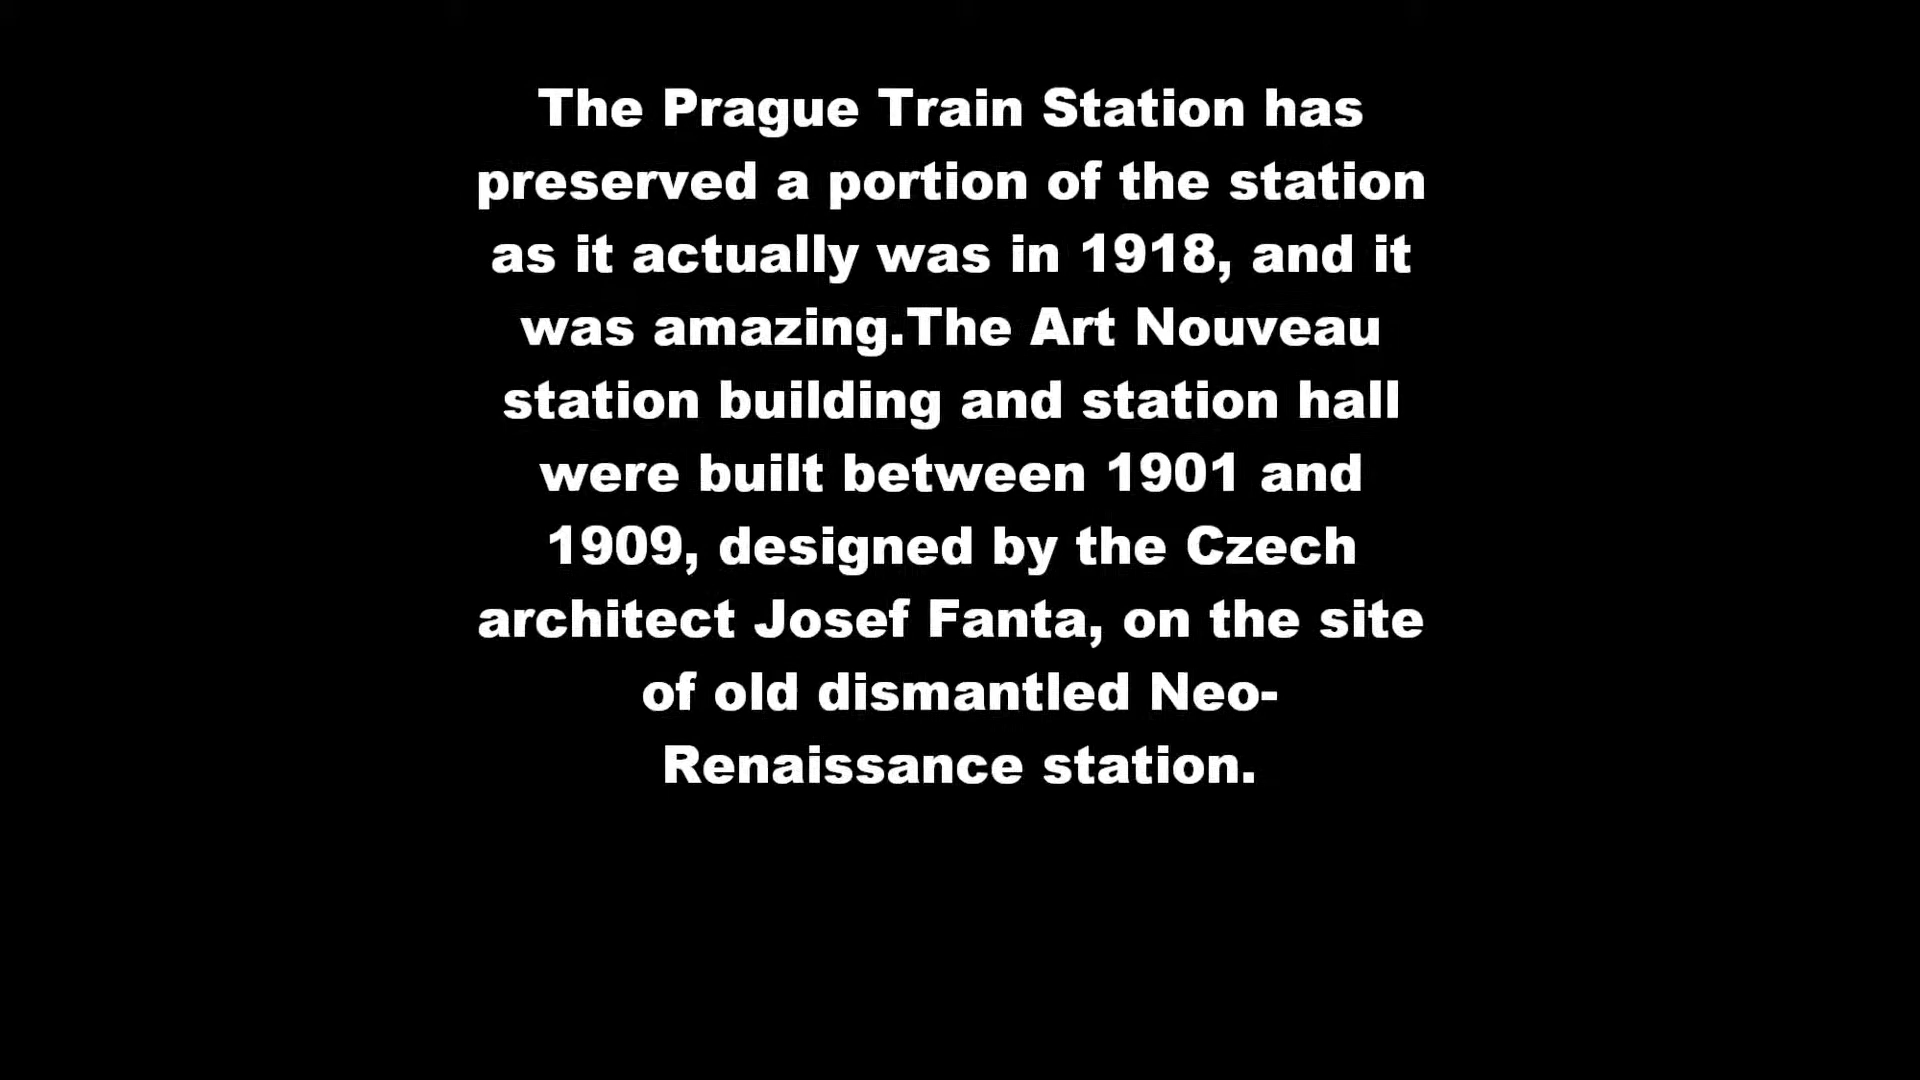 The Prague Train Station has
preserved a portion of the station
as it actually was in 1918, and it
was amazing.The Art Nouveau
station building and station hall
were built between 1901 and
1909, designed by the Czech
architect Josef Fanta, on the site
of old dismantled Neo-
Renaissance station.